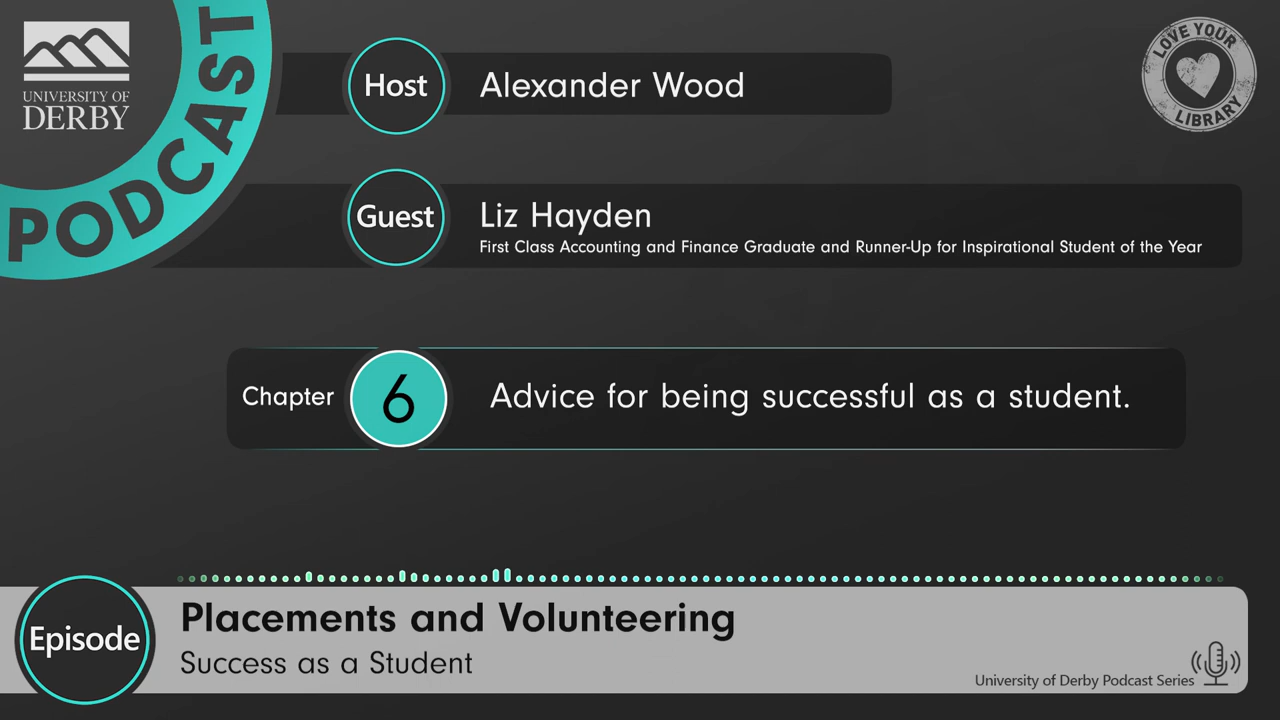 UNIVERSITY OF
DERBY
PODCAST
Host
Alexander Wood
LOVE YOUR
LIBRARY
Guest
Liz Hayden
First Class Accounting and Finance Graduate and Runner-Up for Inspirational Student of the Year
Chapter
6
Advice for being successful as a student.
Episode
Placements and Volunteering
Success as a Student
University of Derby Podcast Series